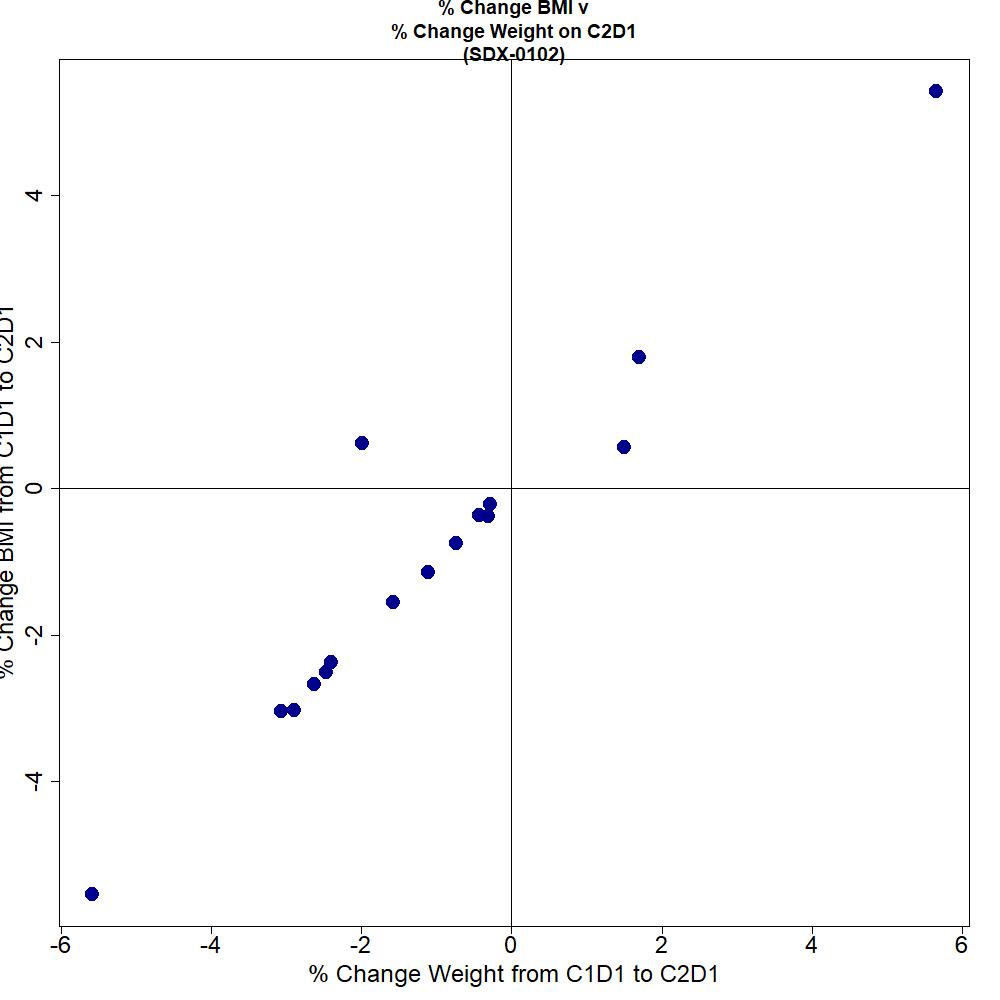 % Change BMI v
% Change Weight on C2D1
(SDX-0102)
% Change BMI from C1D1 to C2D1
4
2
0
-2
-4
-6
-4
-2
0
2
4
6
% Change Weight from C1D1 to C2D1